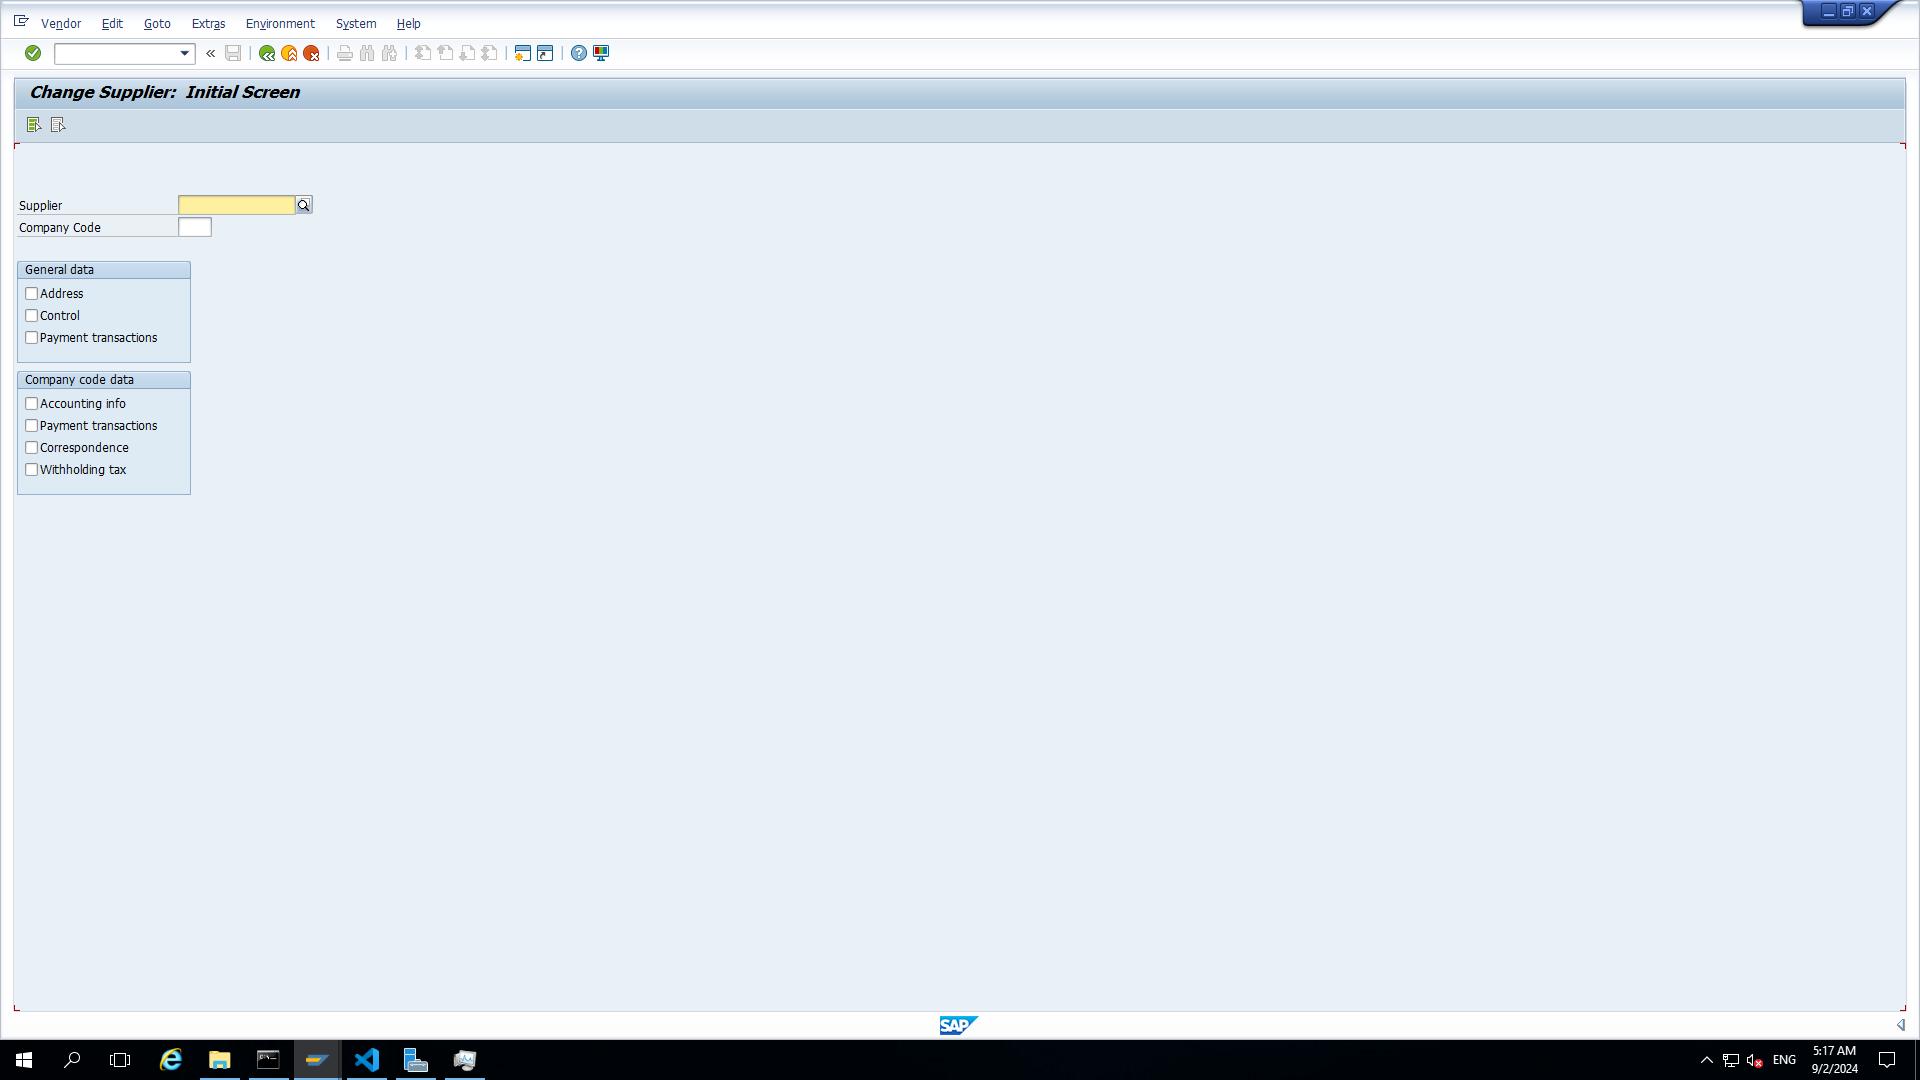 Vendor Edit Goto Extras Environment System Help
Change Supplier: Initial Screen
Supplier
Company Code
General data
Address
Control
Payment transactions
Company code data
Accounting info
Payment transactions
Correspondence
Withholding tax
SAP
ENG
5:17 AM
9/2/2024